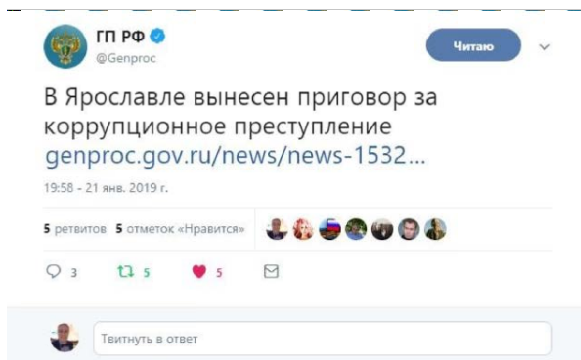 ГП РФ
@Genproc
Читаю
В Ярославле вынесен приговор за
коррупционное преступление
genproc.gov.ru/news/news-1532...
19:58 - 21 янв. 2019 г.
5 ретвитов 5 отметок «Нравится»
3 5 5
Твитнуть в ответ